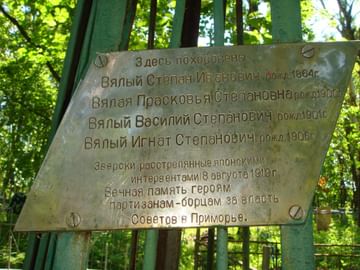 Здесь похоронены
Вялый Степан Иванович рожд.1864г.
Вялая Прасковья Степановна рожд.1900г.
Вялый Василий Степанович рожд.1901г.
Вялый Игнат Степанович рожд.1906г.
Зверски расстрелянные японскими
интервентами 8 августа 1919г.
Вечная память героям
партизанам-борцам за власть
Советов в Приморье.